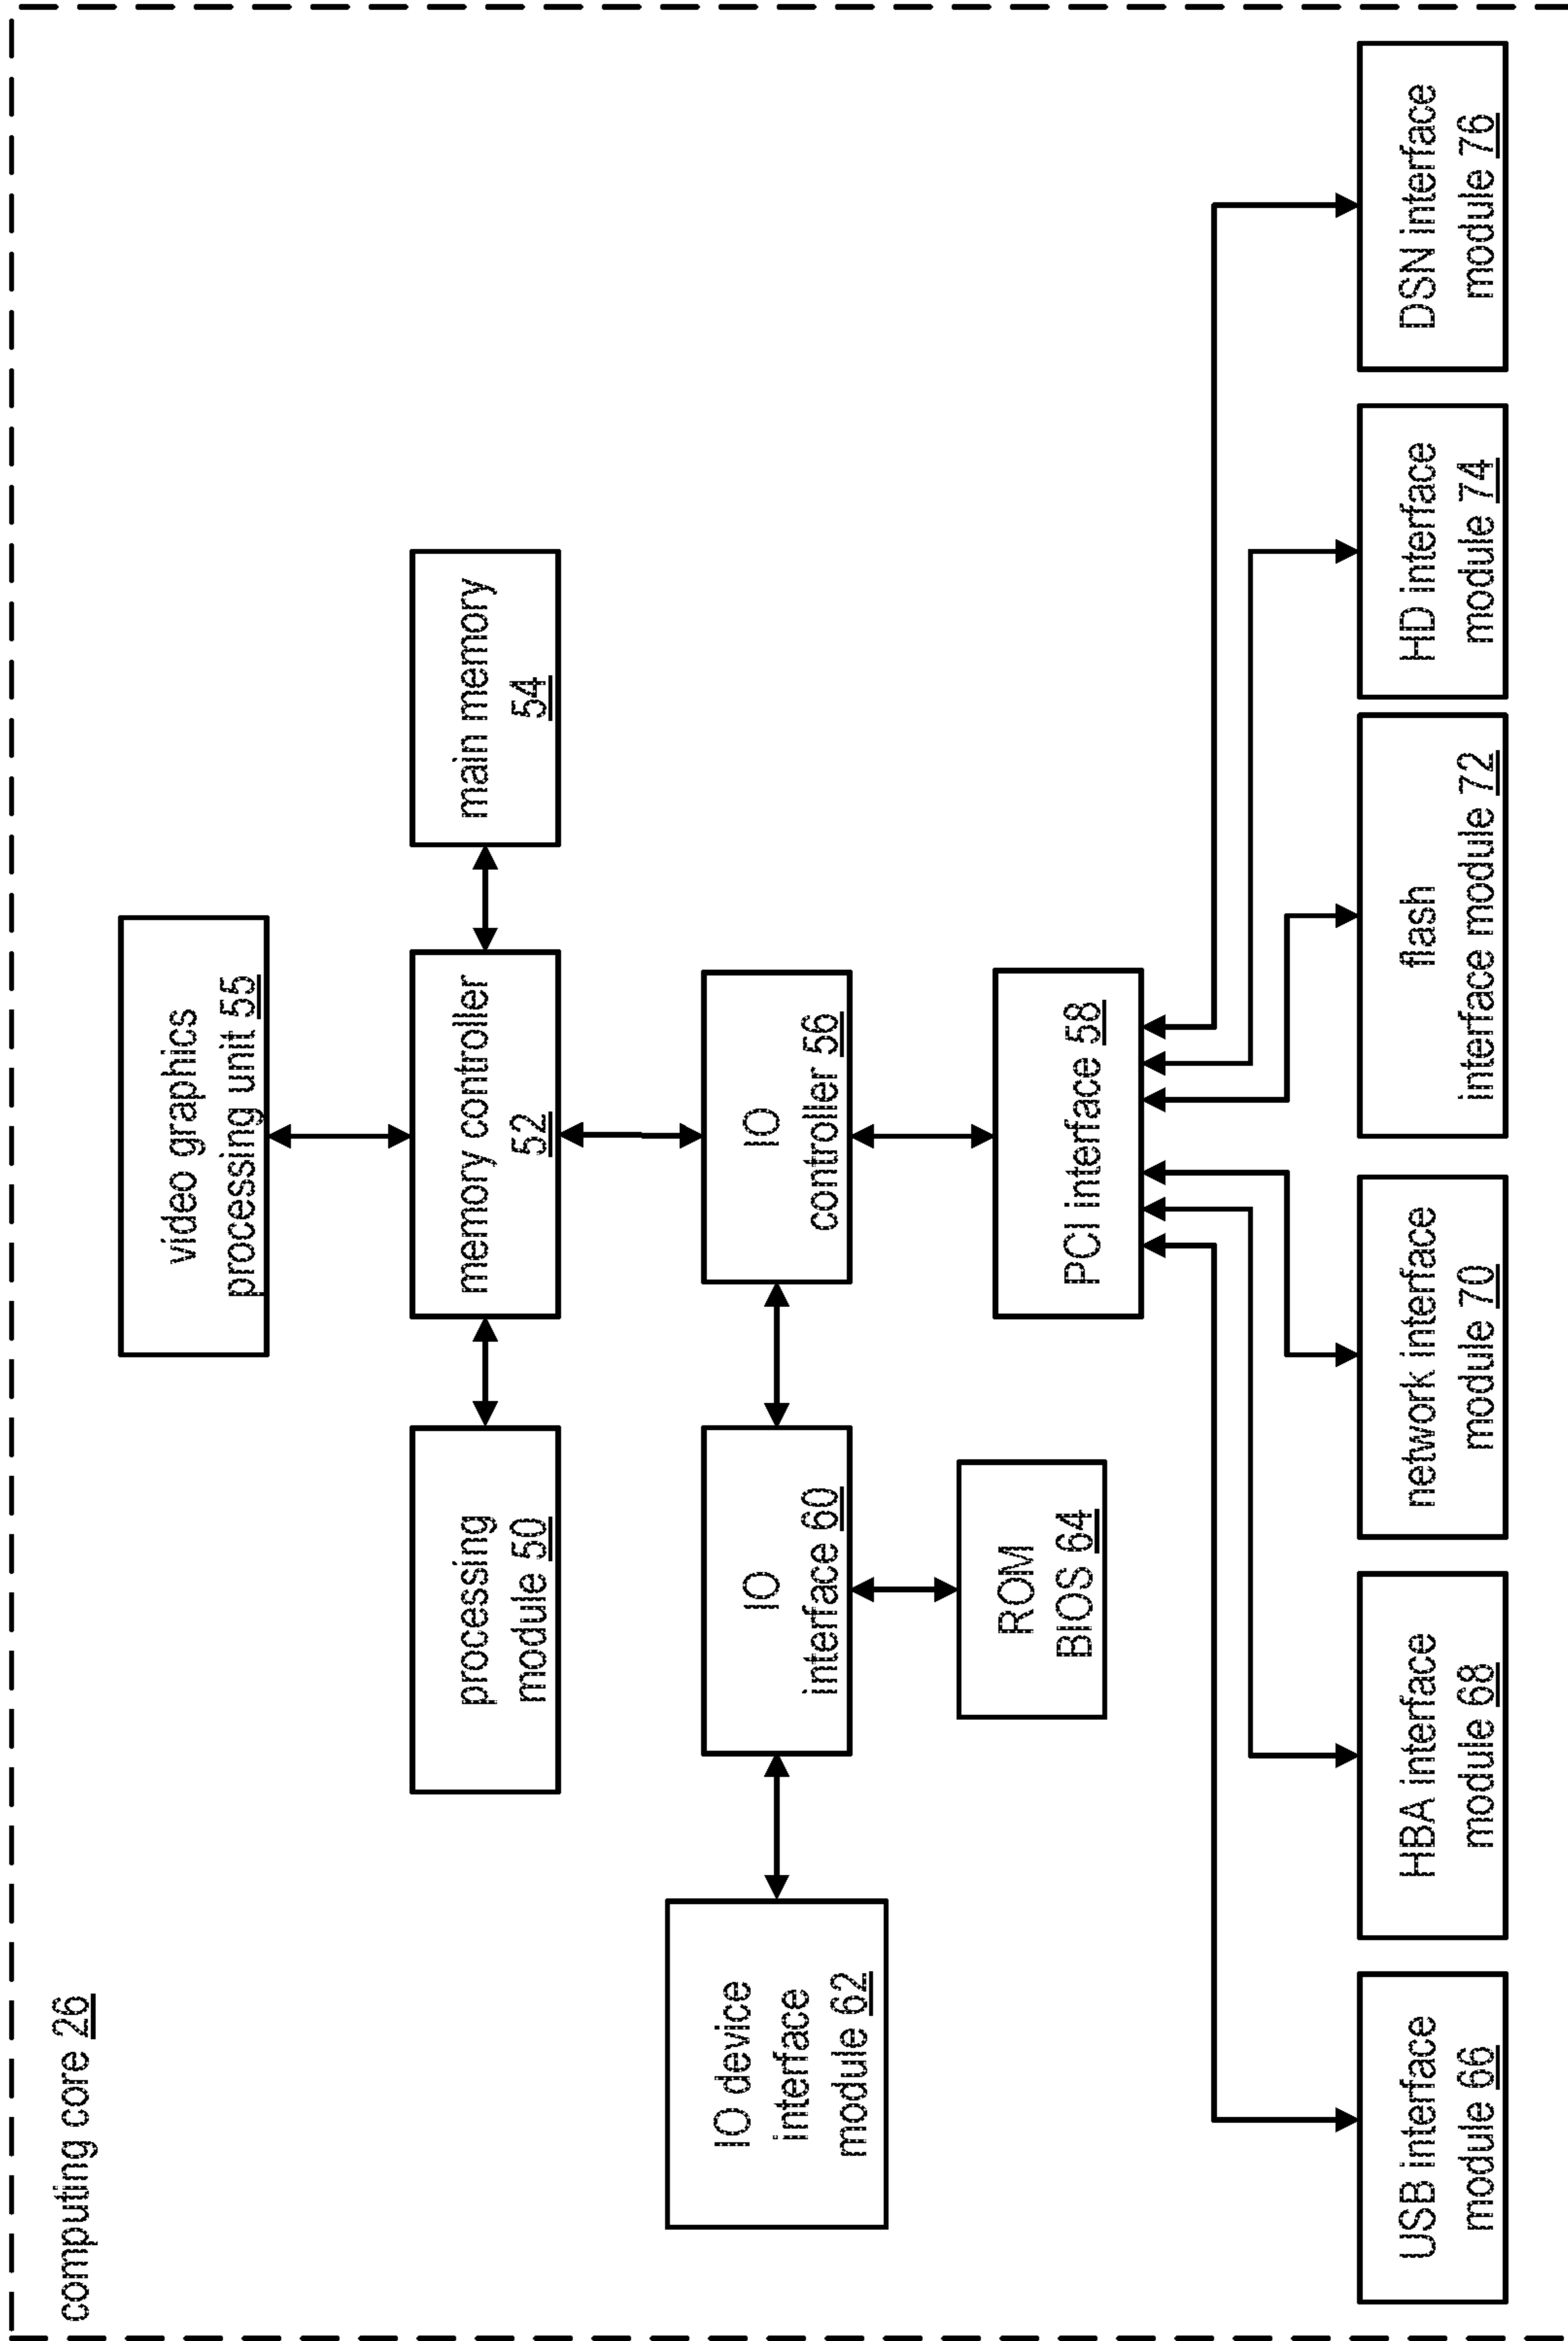 computing core 26
video graphics
processing unit 55
processing
module 50
memory controller
52
main memory
54
IO device
interface
module 62
IO
interface 60
IO
controller 56
ROM
BIOS 64
PCI interface 58
USB interface
module 66
HBA interface
module 68
network interface
module 70
flash
interface module 72
HD interface
module 74
DSN interface
module 76